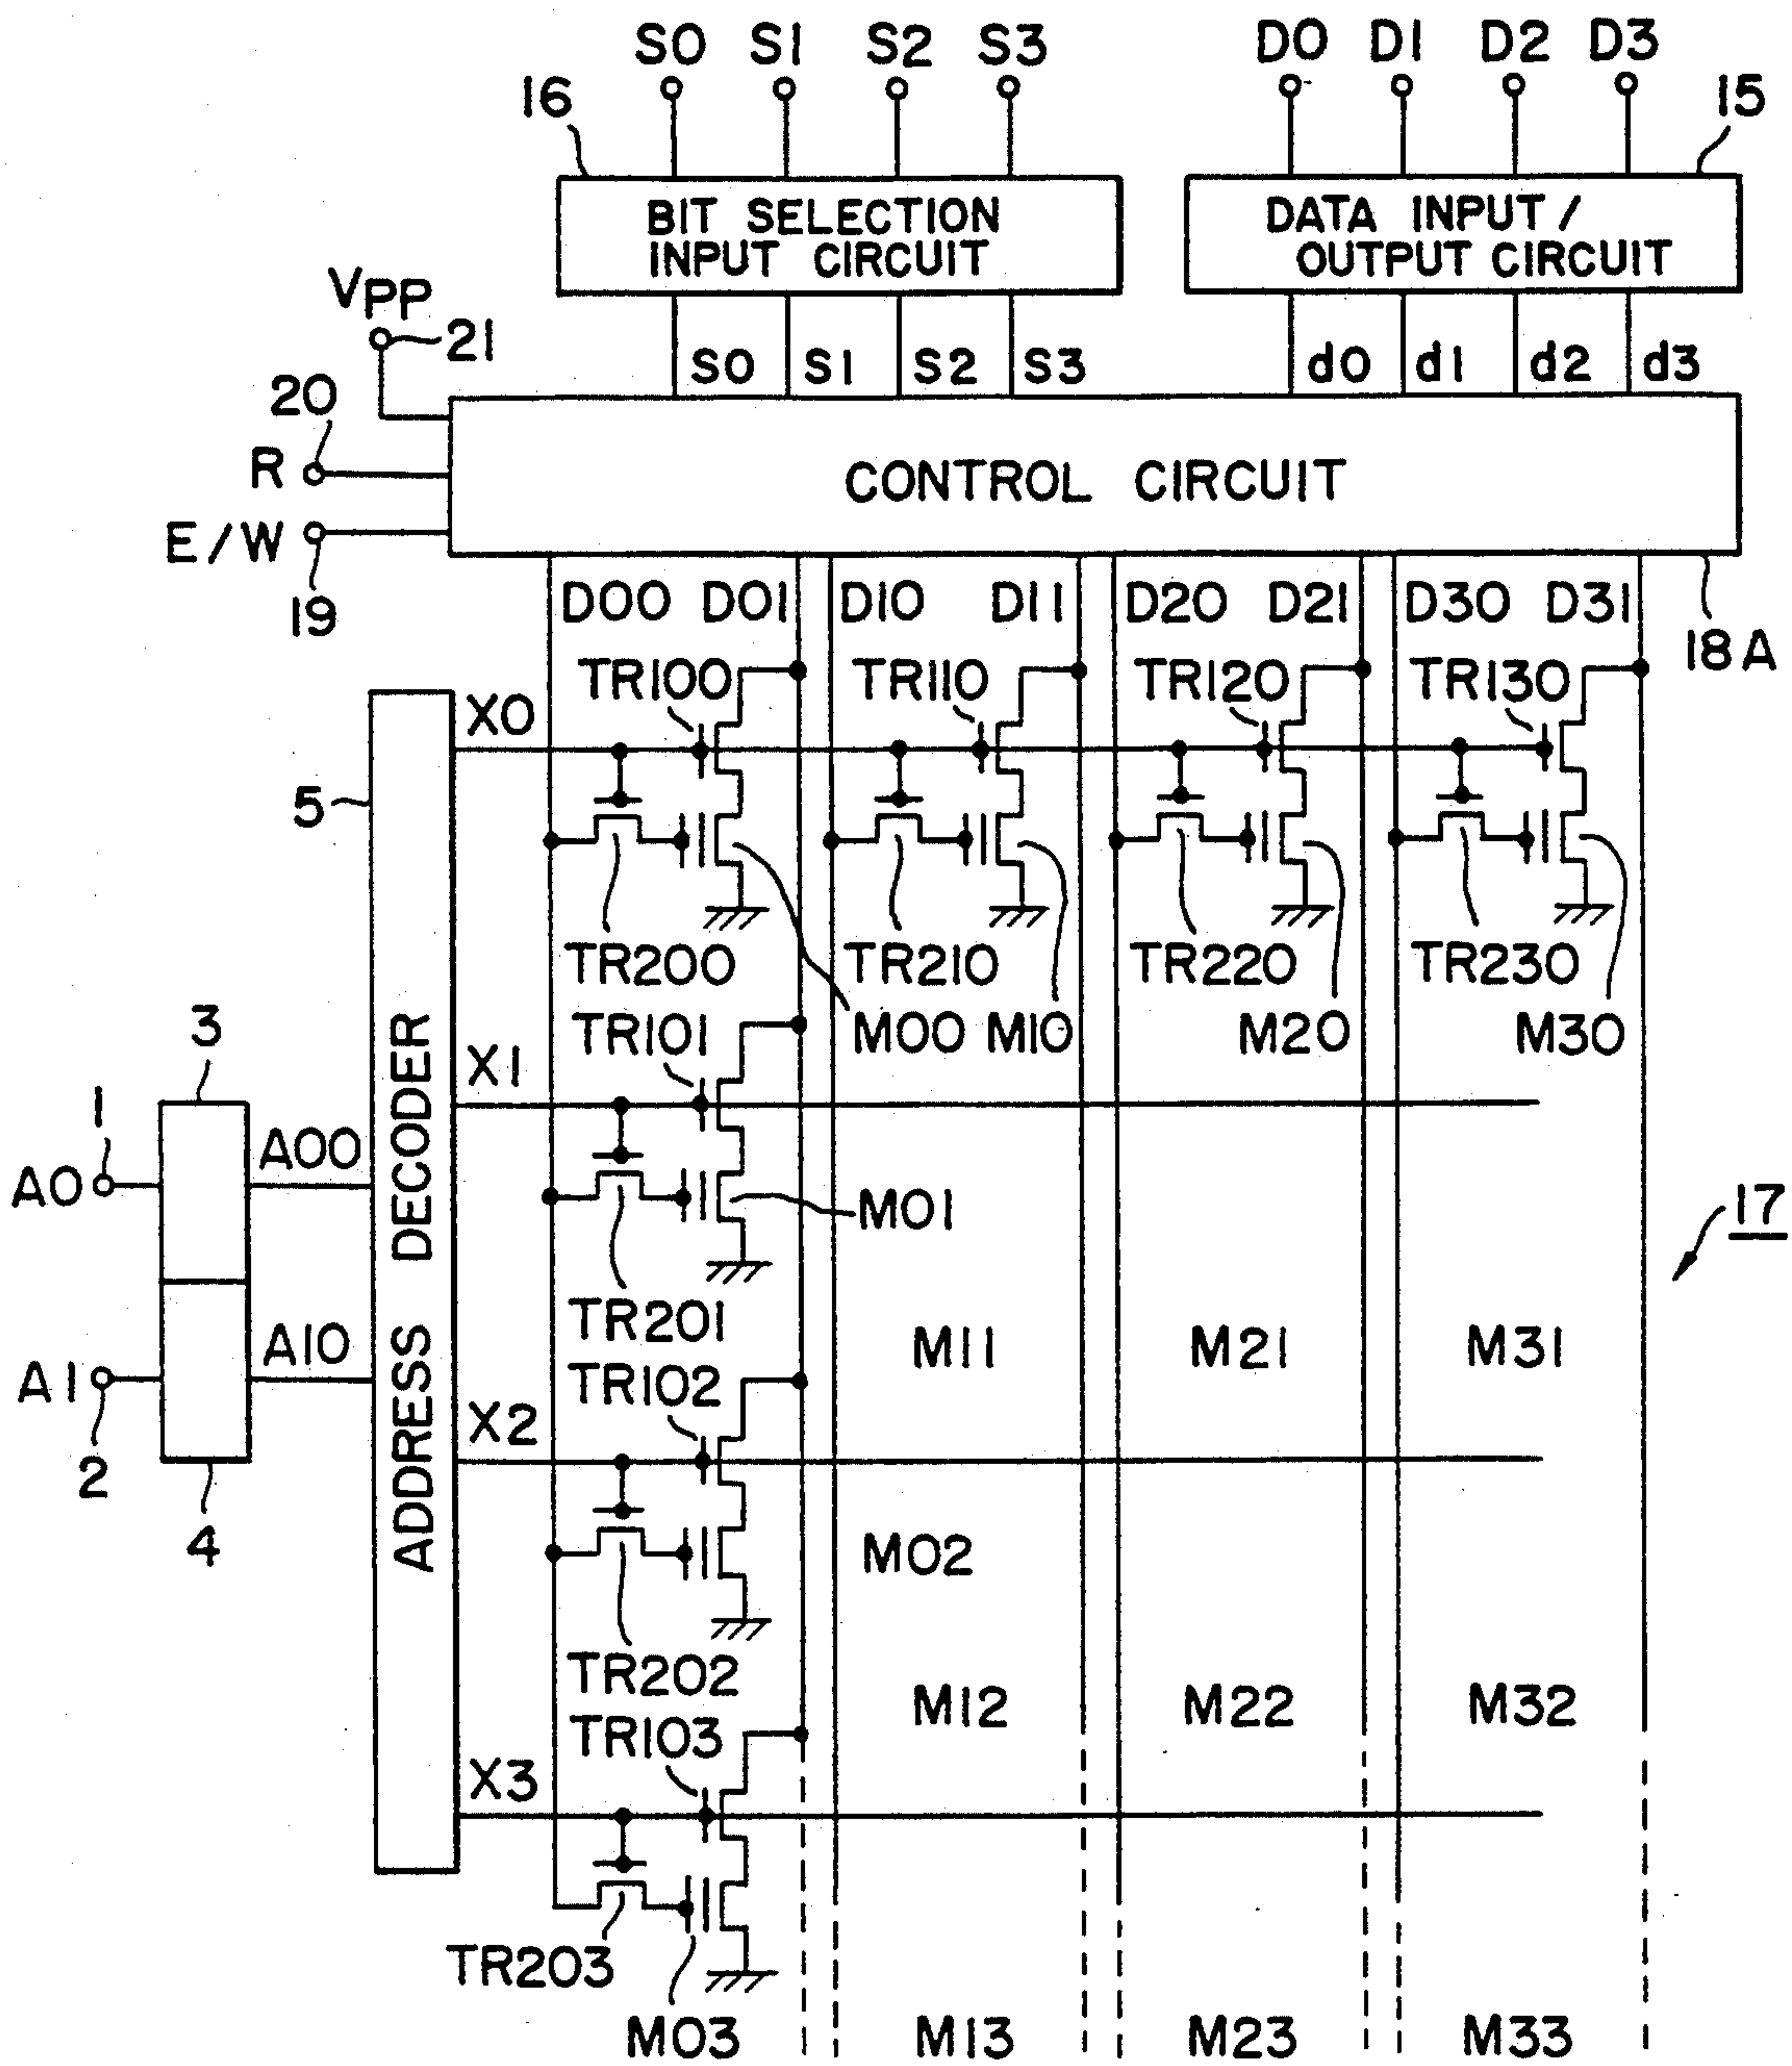 S0 S1 S2 S3 D0 D1 D2 D3
16 15
BIT SELECTION
INPUT CIRCUIT
DATA INPUT /
OUTPUT CIRCUIT
VPP
21
S0 S1 S2 S3 d0 d1 d2 d3
20
R
CONTROL CIRCUIT
E/W
19
D00 D01 D10 D11 D20 D21 D30 D31
18A
TR100 TR110 TR120 TR130
X0
5
TR200 TR210 TR220 TR230
M00 M10 M20 M30
TR101
X1
3
1
A0
A00
ADDRESS DECODER
M01
17
TR201
M11 M21 M31
A10
A1
TR102
X2
2
4
M02
TR202
M12 M22 M32
TR103
X3
TR203
M03 M13 M23 M33